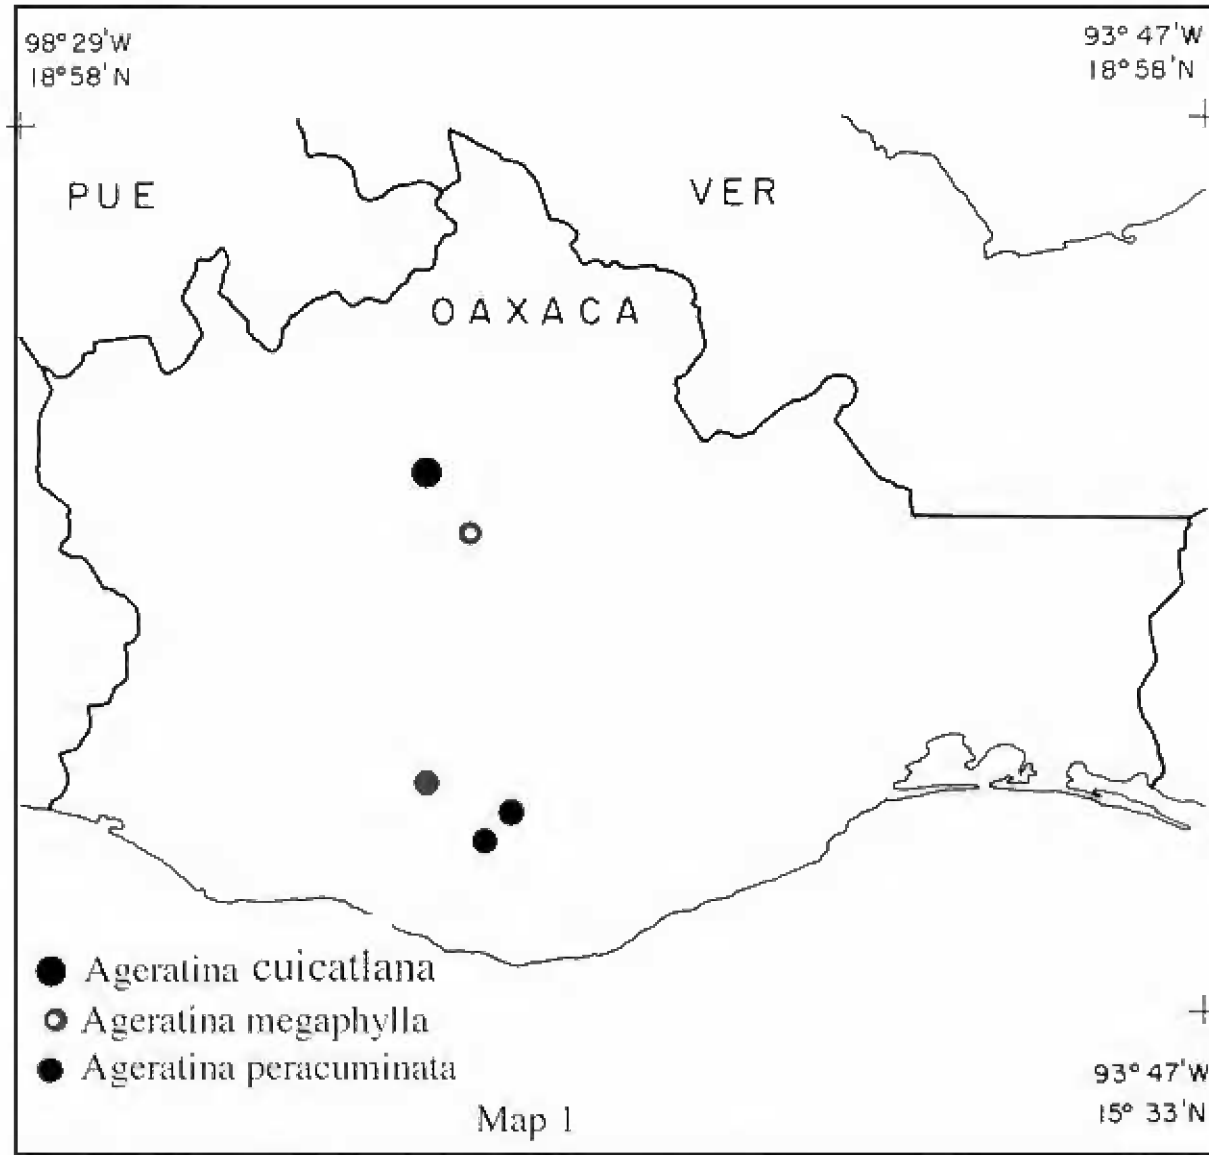 98° 29'W
18° 58' N
93° 47' W
18° 58' N
PUE
VER
OAXACA
Ageratina cuicatlana
Ageratina megaphylla
Ageratina peracuminata
Map 1
93° 47' W
15° 33' N